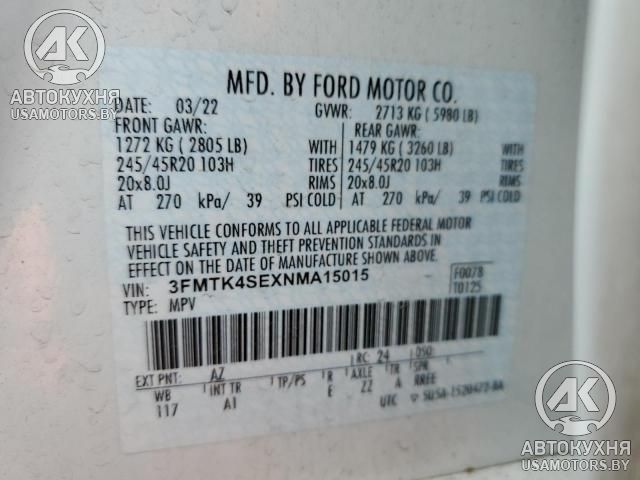 АК
АВТОКУХНЯ
USAMOTORS.BY
MFD. BY FORD MOTOR CO.
DATE: 03/22 GVWR: 2713 KG ( 5980 LB)
FRONT GAWR: REAR GAWR:
1272 KG ( 2805 LB) WITH 1479 KG ( 3260 LB) WITH
245/45R20 103H TIRES 245/45R20 103H TIRES
20x8.0J RIMS 20x8.0J RIMS
AT 270 kPa/ 39 PSI COLD AT 270 kPa/ 39 PSI COLD
THIS VEHICLE CONFORMS TO ALL APPLICABLE FEDERAL MOTOR
VEHICLE SAFETY AND THEFT PREVENTION STANDARDS IN
EFFECT ON THE DATE OF MANUFACTURE SHOWN ABOVE.
VIN: 3FMTK4SEXNMA15015 F0078
TYPE: MPV T0125
EXT PNT: AZ RC: 24 DSO:
WB INT TR TP/PS R AXLE TR SPR
117 AI E ZZ A RREE
UTC
АК
АВТОКУХНЯ
USAMOTORS.BY